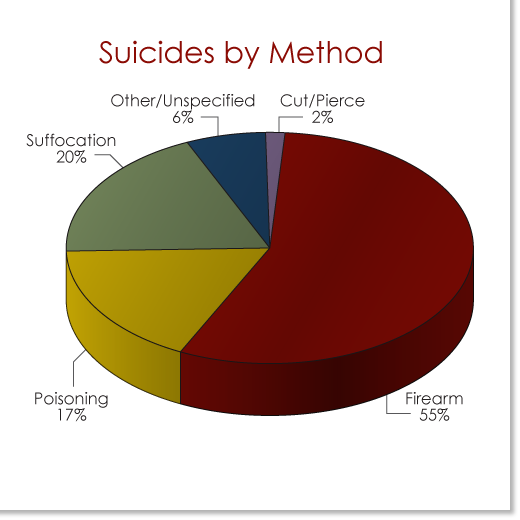 Suicides by Method
Other/Unspecified
6%
Cut/Pierce
2%
Suffocation
20%
Poisoning
17%
Firearm
55%